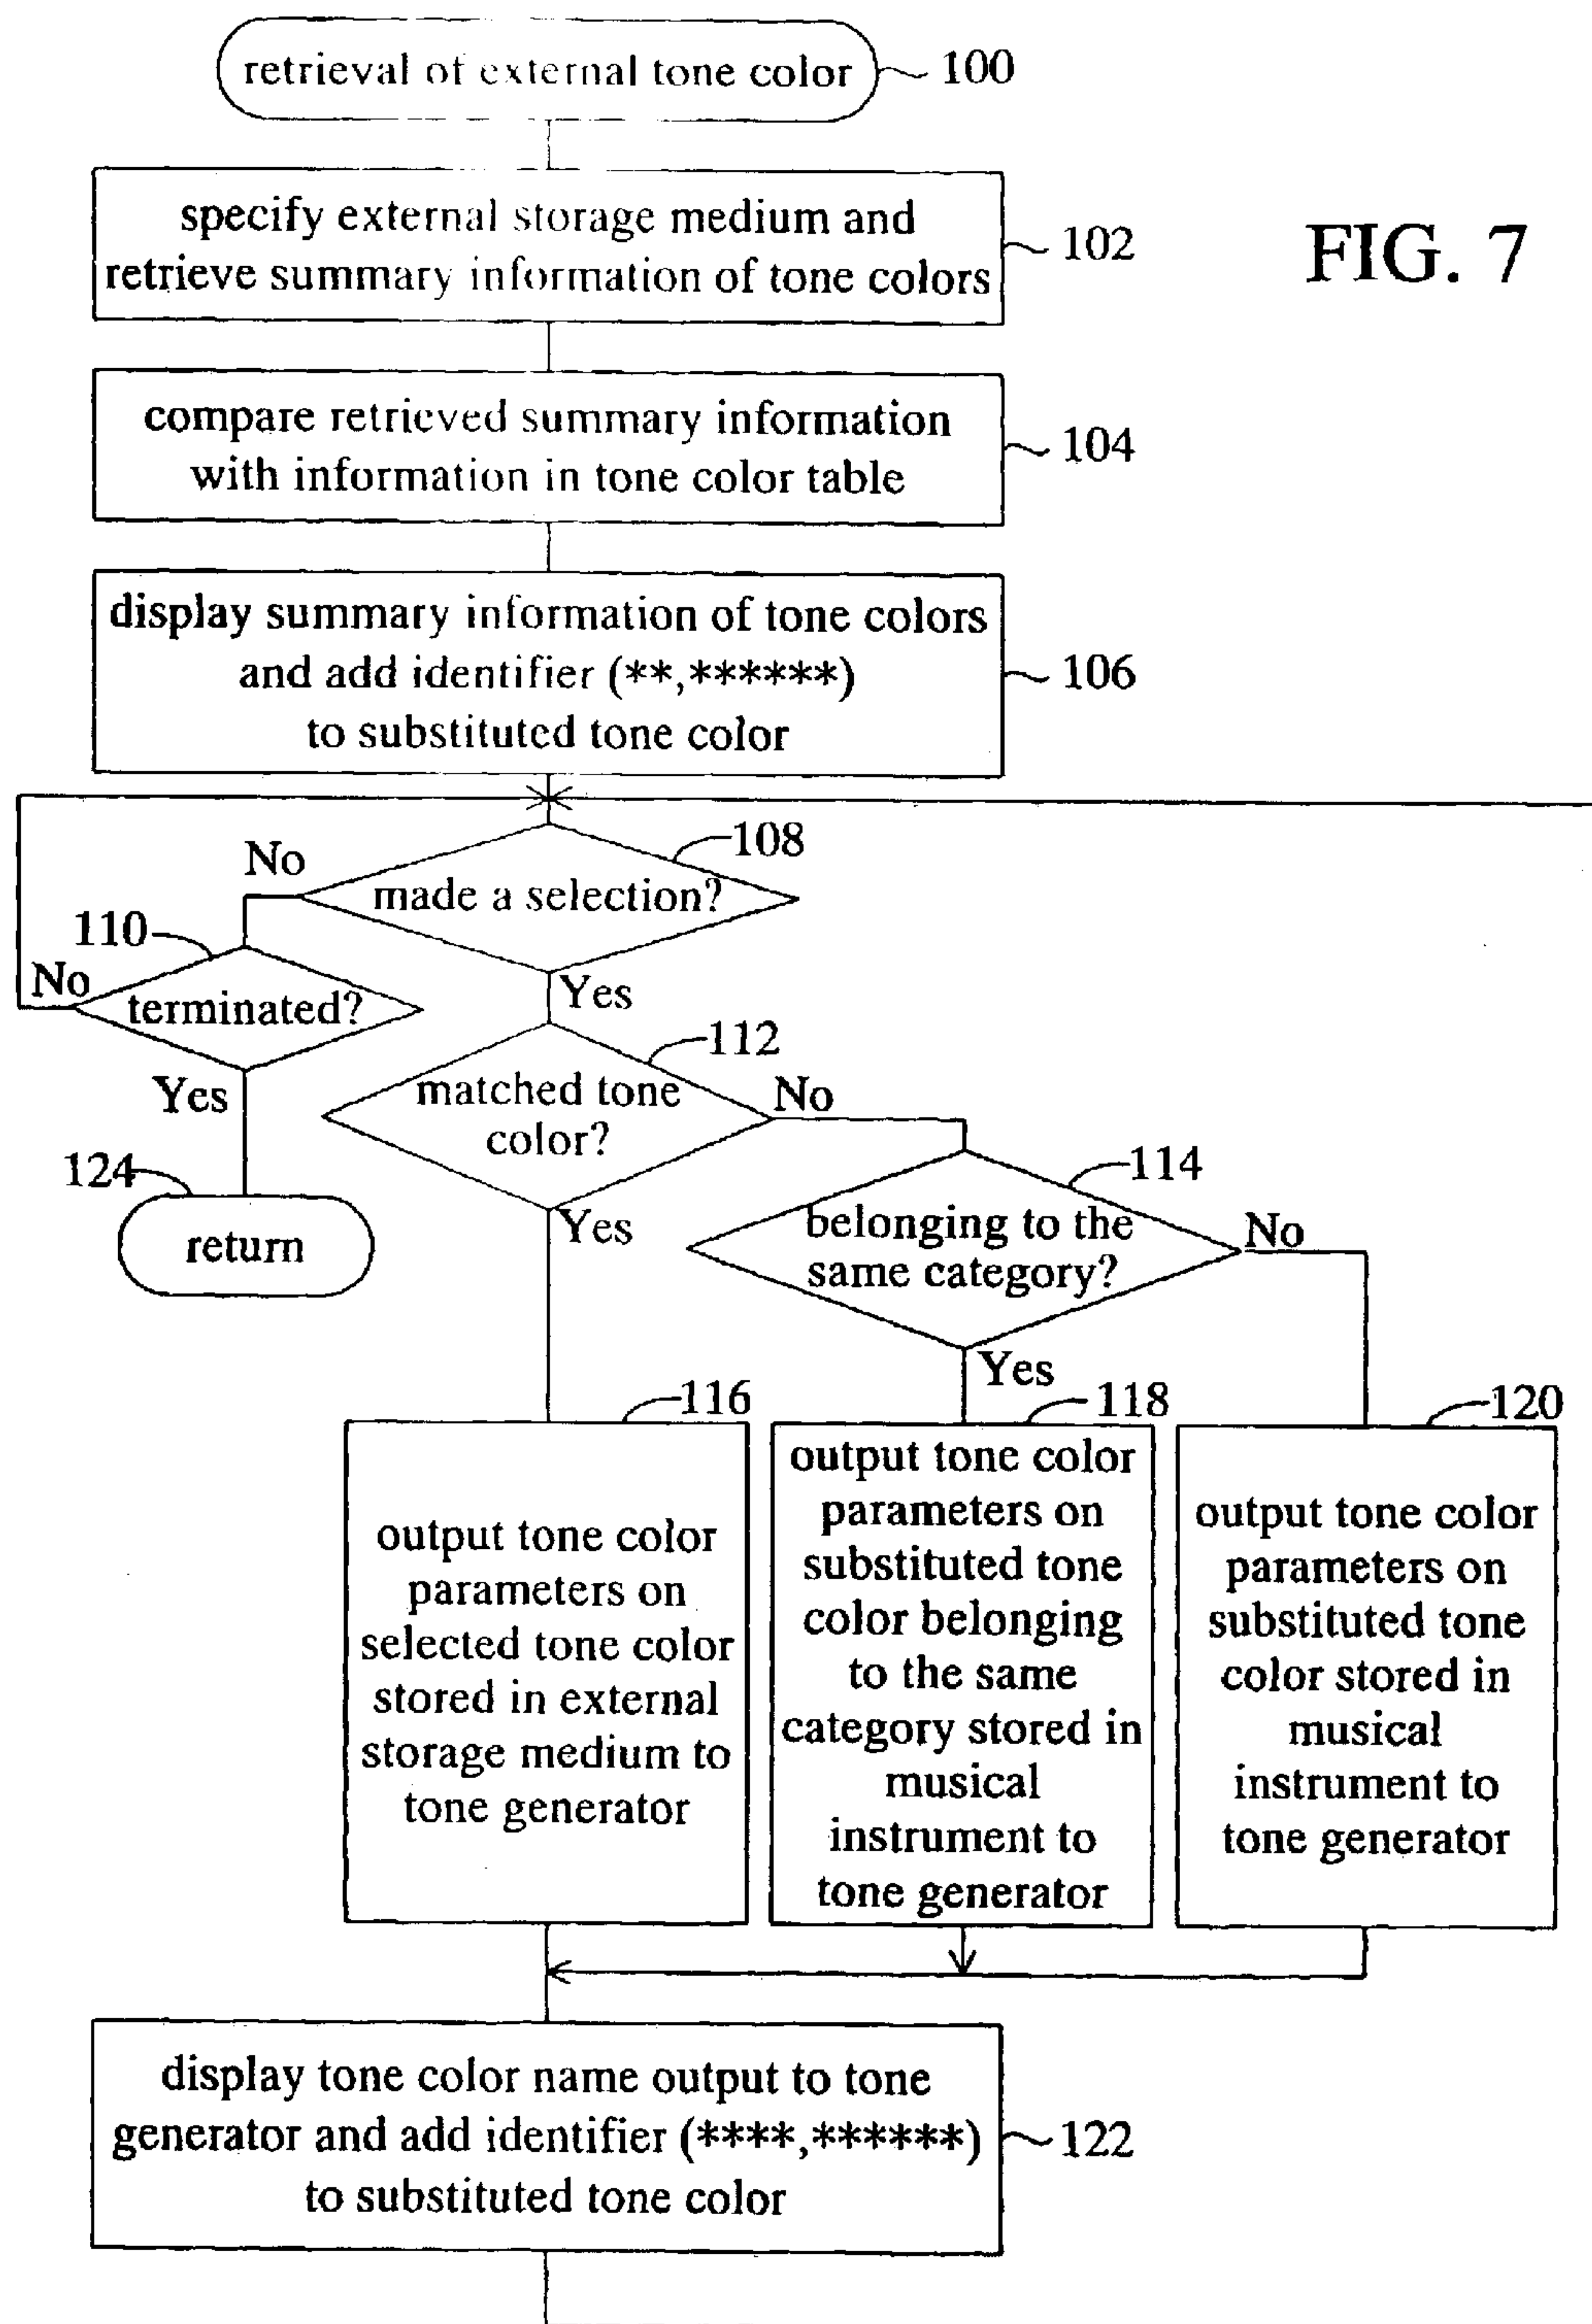 retrieval of external tone color
100
specify external storage medium and
retrieve summary information of tone colors
102
FIG. 7
compare retrieved summary information
with information in tone color table
104
display summary information of tone colors
and add identifier (**,******)
to substituted tone color
106
108
No
made a selection?
110
No
terminated?
Yes
Yes
112
matched tone
color?
No
124
return
Yes
114
belonging to the
same category?
No
Yes
116
output tone color
parameters on
selected tone color
stored in external
storage medium to
tone generator
118
output tone color
parameters on
substituted tone
color belonging
to the same
category stored in
musical
instrument to
tone generator
120
output tone color
parameters on
substituted tone
color stored in
musical
instrument to
tone generator
display tone color name output to tone
generator and add identifier (****,******)
to substituted tone color
122